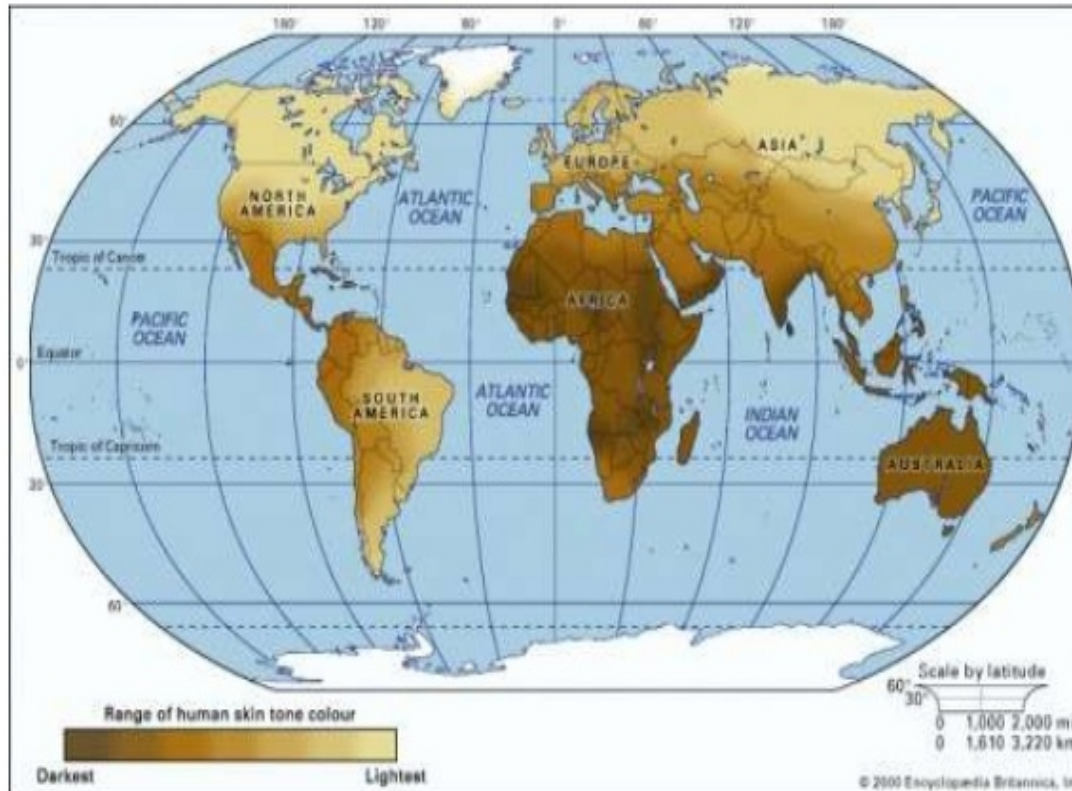 180° 120° 80° 0° 60° 120° 180°
60°
ASIA
EUROPE
NORTH
AMERICA
ATLANTIC
OCEAN
PACIFIC
OCEAN
30°
Tropic of Cancer
AFRICA
PACIFIC
OCEAN
Equator
0°
SOUTH
AMERICA
ATLANTIC
OCEAN
INDIAN
OCEAN
Tropic of Capricorn
AUSTRALIA
30°
60
Scale by latitude
60°
30°
0 1,000 2,000 mi
0 1,610 3,220 km
Range of human skin tone colour
Darkest Lightest
© 2000 Encyclopædia Britannica, In